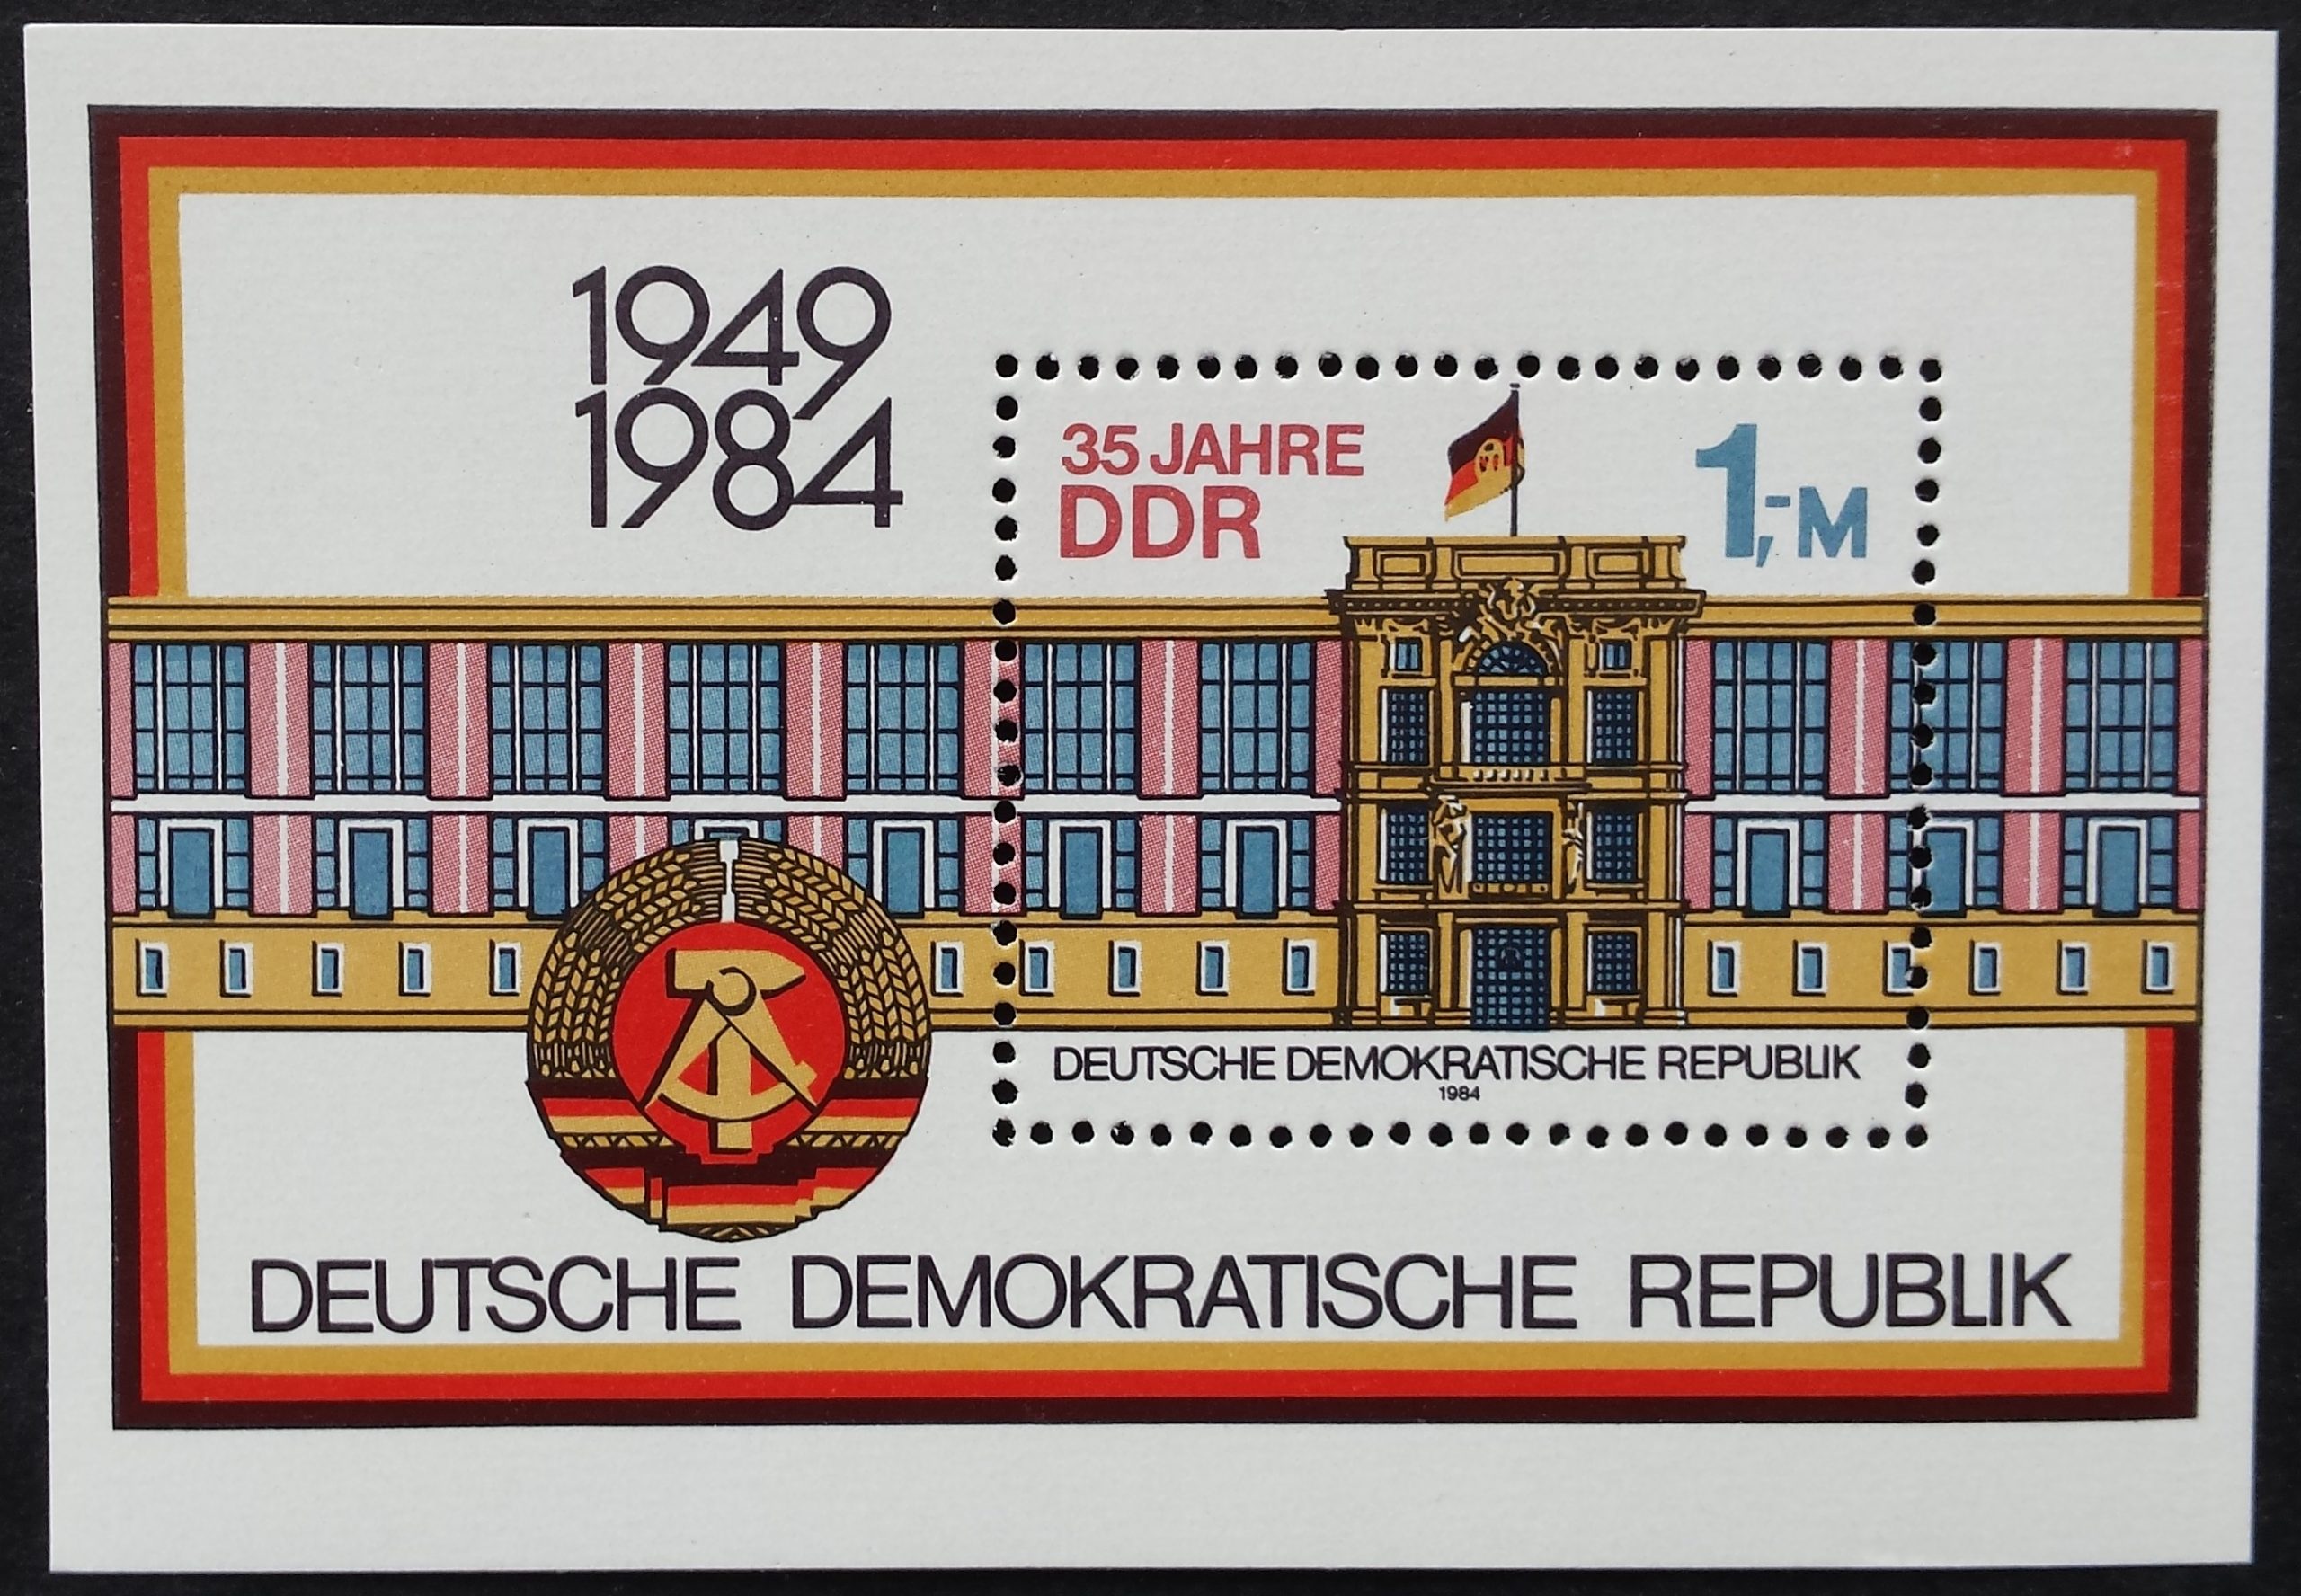 1949
1984
35 JAHRE
DDR
1,-M
DEUTSCHE DEMOKRATISCHE REPUBLIK
1984
DEUTSCHE DEMOKRATISCHE REPUBLIK